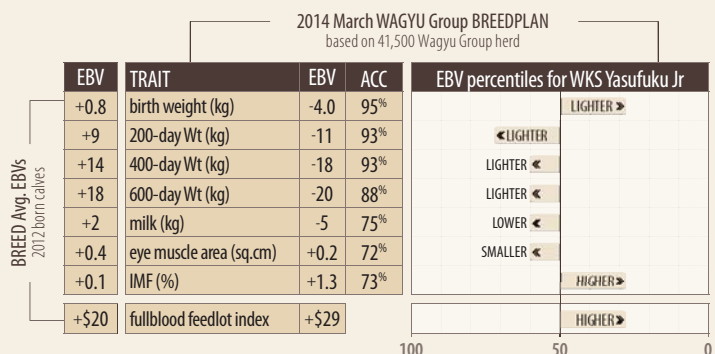 2014 March WAGYU Group BREEDPLAN
based on 41,500 Wagyu Group herd
EBV TRAIT EBV ACC EBV percentiles for WKS Yasufuku Jr
BREED Avg. EBVs
2012 born calves
+0.8 birth weight (kg) -4.0 95% LIGHTER »
+9 200-day Wt (kg) -11 93% «LIGHTER
+14 400-day Wt (kg) -18 93% LIGHTER «
+18 600-day Wt (kg) -20 88% LIGHTER «
+2 milk (kg) -5 75% LOWER «
+0.4 eye muscle area (sq.cm) +0.2 72% SMALLER «
+0.1 IMF (%) +1.3 73% HIGHER»
+$20 fullblood feedlot index +$29 HIGHER»
100 50 0